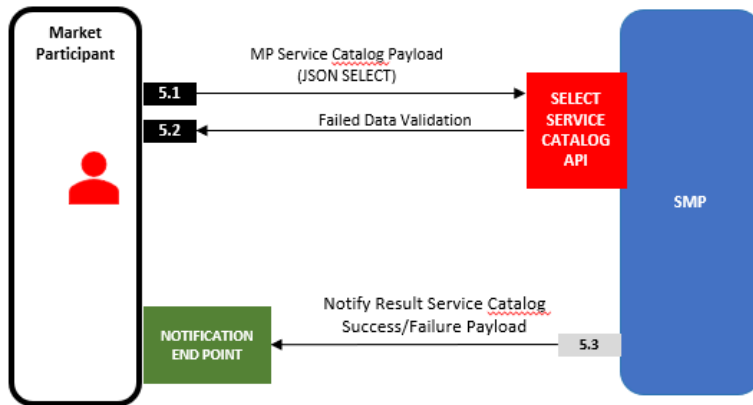 Market
Participant
MP Service Catalog Payload
(JSON SELECT)
5.1
SELECT
SERVICE
CATALOG
API
5.2
Failed Data Validation
SMP
Notify Result Service Catalog
Success/Failure Payload
NOTIFICATION
END POINT
5.3